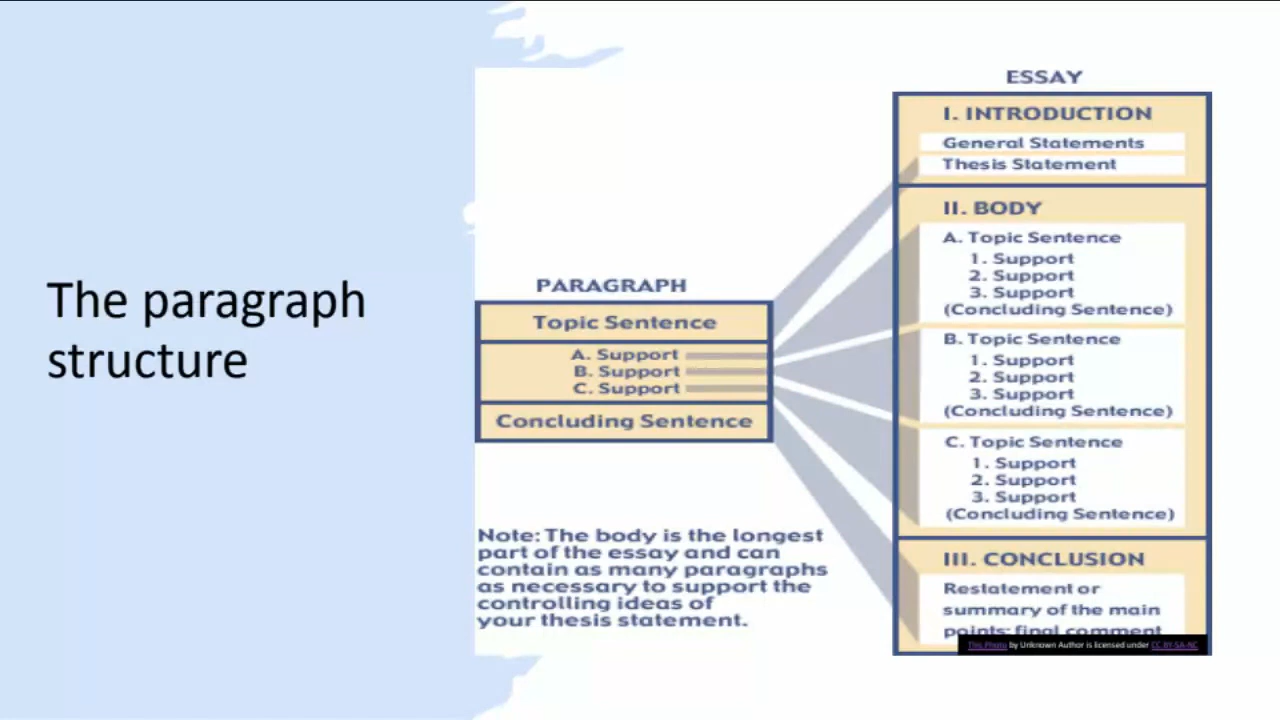 The paragraph
structure
PARAGRAPH
Topic Sentence
A. Support
B. Support
C. Support
Concluding Sentence
Note: The body is the longest
part of the essay and can
contain as many paragraphs
as necessary to support the
controlling ideas of
your thesis statement.
ESSAY
I. INTRODUCTION
General Statements
Thesis Statement
II. BODY
A. Topic Sentence
1. Support
2. Support
3. Support
(Concluding Sentence)
B. Topic Sentence
1. Support
2. Support
3. Support
(Concluding Sentence)
C. Topic Sentence
1. Support
2. Support
3. Support
(Concluding Sentence)
III. CONCLUSION
Restatement or
summary of the main
points; final comment
This Photo by Unknown Author is licensed under CC BY-SA-NC